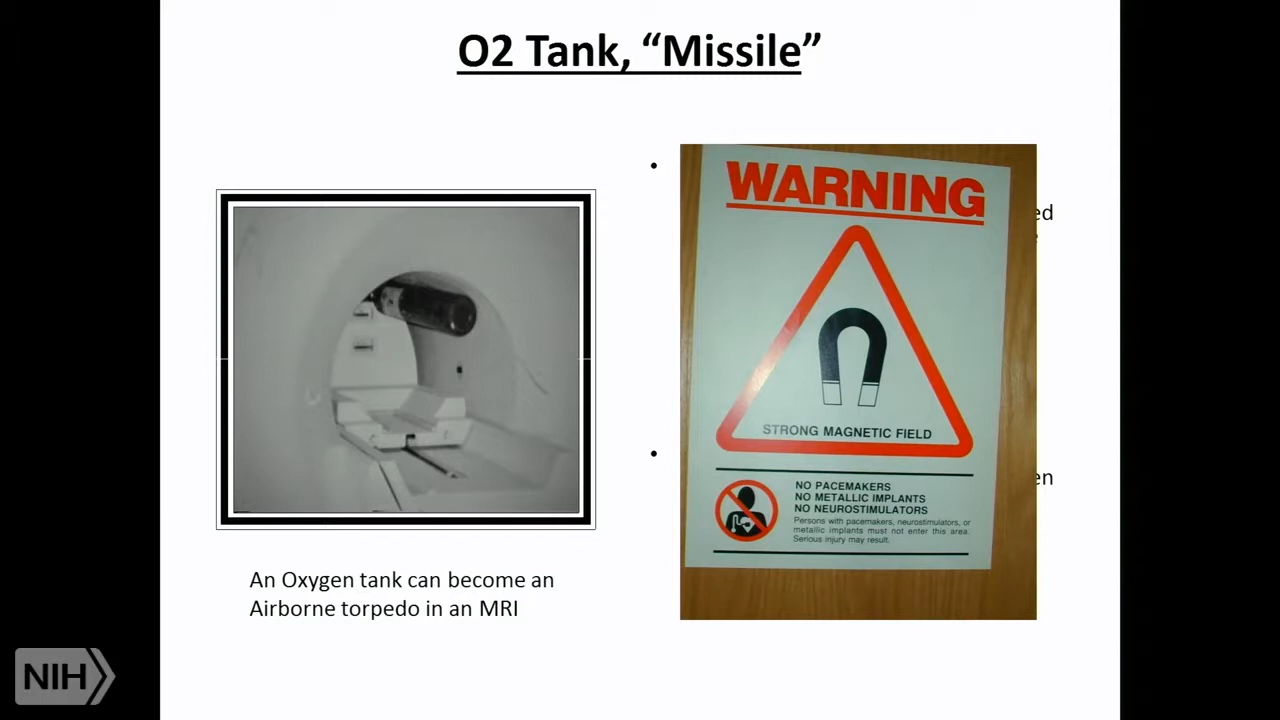 O2 Tank, “Missile”
•
ed
•
en
An Oxygen tank can become an
Airborne torpedo in an MRI
WARNING
STRONG MAGNETIC FIELD
NO PACEMAKERS
NO METALLIC IMPLANTS
NO NEUROSTIMULATORS
Persons with pacemakers, neurostimulators, or
metallic implants must not enter this area.
Serious injury may result.
NIH